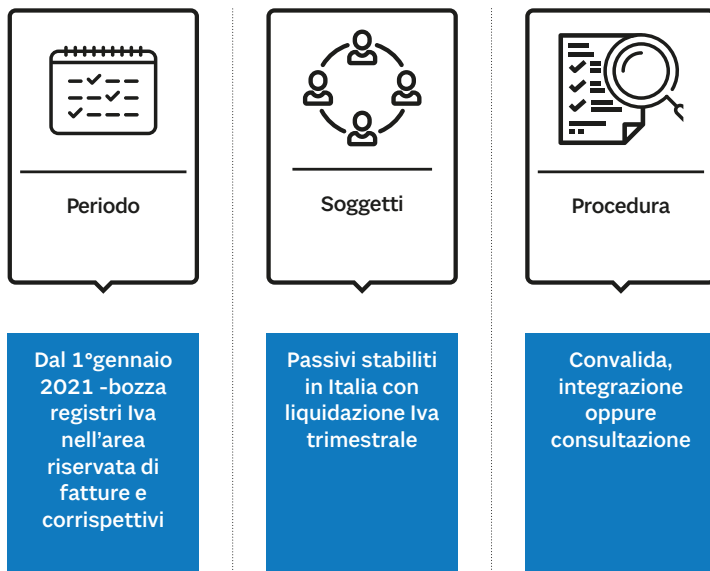 Periodo
Dal 1°gennaio
2021 -bozza
registri Iva
nell’area
riservata di
fatture e
corrispettivi
Soggetti
Passivi stabiliti
in Italia con
liquidazione Iva
trimestrale
Procedura
Convalida,
integrazione
oppure
consultazione